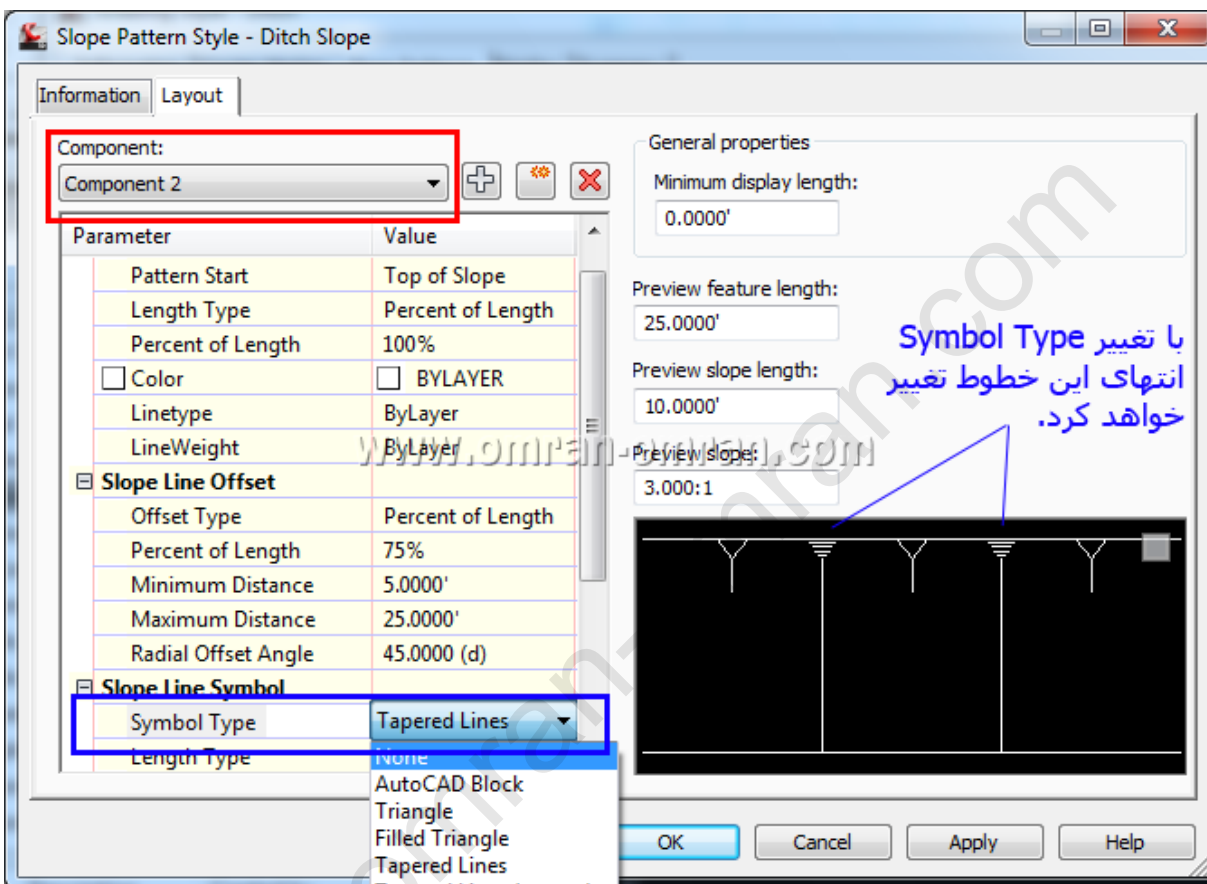 Slope Pattern Style - Ditch Slope
Information Layout
Component:
Component 2
Parameter Value
Pattern Start Top of Slope
Length Type Percent of Length
Percent of Length 100%
Color BYLAYER
Linetype ByLayer
LineWeight ByLayer
Slope Line Offset
Offset Type Percent of Length
Percent of Length 75%
Minimum Distance 5.0000'
Maximum Distance 25.0000'
Radial Offset Angle 45.0000 (d)
Slope Line Symbol
Symbol Type Tapered Lines
Length Type
None
AutoCAD Block
Triangle
Filled Triangle
Tapered Lines
General properties
Minimum display length:
0.0000'
Preview feature length:
25.0000'
Preview slope length:
10.0000'
Preview slope:
3.000:1
با تغییر Symbol Type
انتهای این خطوط تغییر
خواهد کرد.
www.omran-omran.com
OK Cancel Apply Help